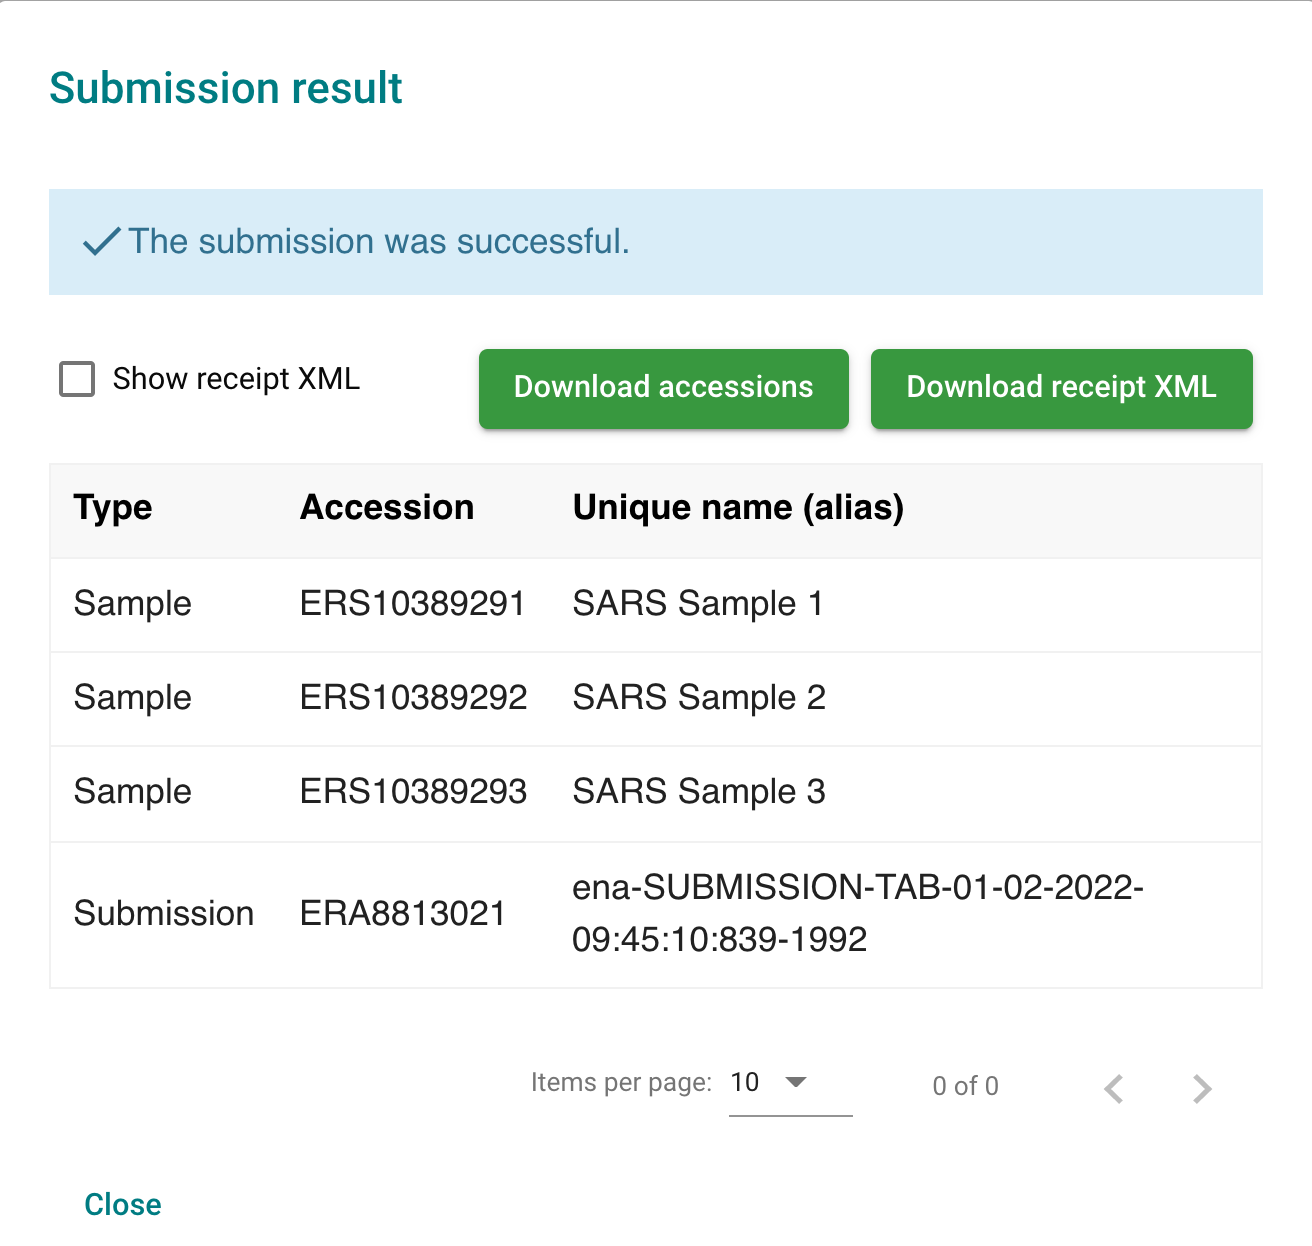 Submission result
The submission was successful.
Show receipt XML
Download accessions
Download receipt XML
Type Accession Unique name (alias)
Sample ERS10389291 SARS Sample 1
Sample ERS10389292 SARS Sample 2
Sample ERS10389293 SARS Sample 3
Submission ERA8813021 ena-SUBMISSION-TAB-01-02-2022-
09:45:10:839-1992
Items per page: 10 0 of 0
Close